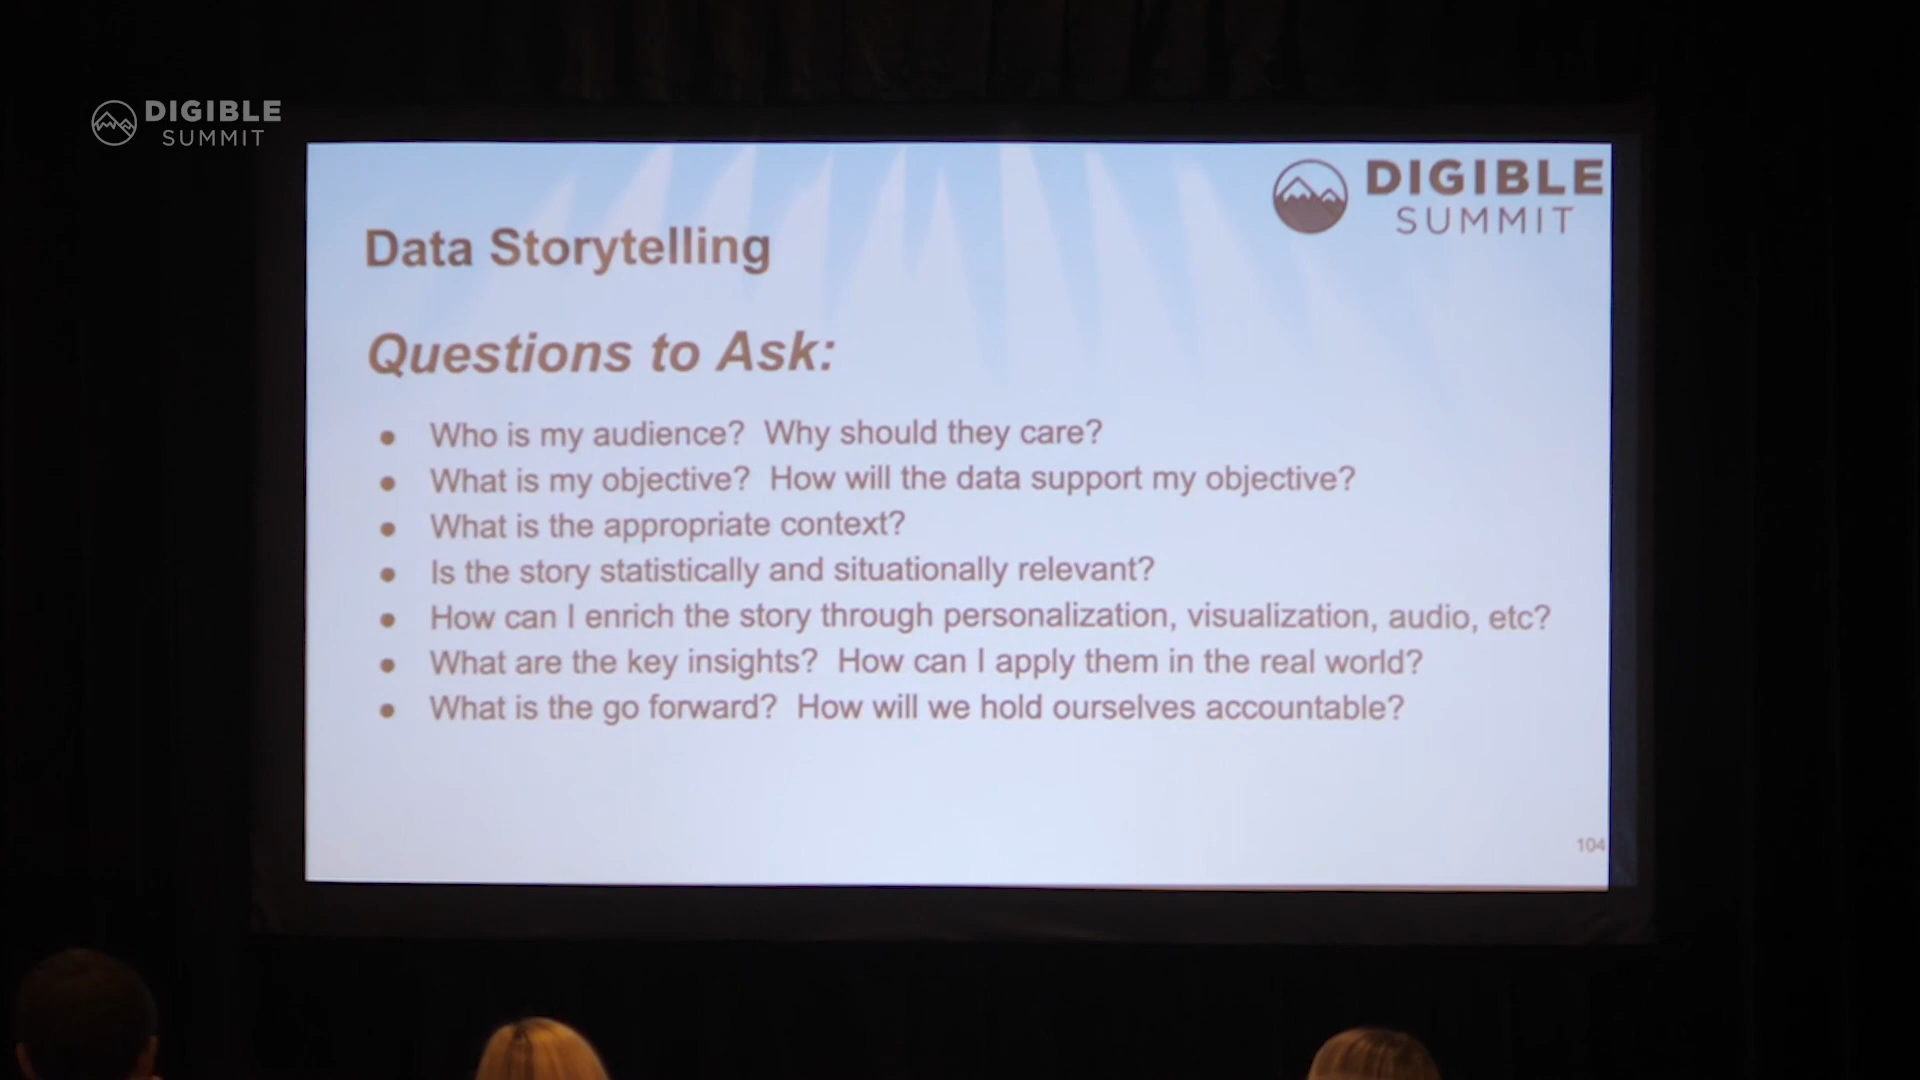 DIGIBLE
SUMMIT
DIGIBLE
SUMMIT
Data Storytelling
Questions to Ask:
● Who is my audience?  Why should they care?
● What is my objective?  How will the data support my objective?
● What is the appropriate context?
● Is the story statistically and situationally relevant?
● How can I enrich the story through personalization, visualization, audio, etc?
● What are the key insights?  How can I apply them in the real world?
● What is the go forward?  How will we hold ourselves accountable?
104